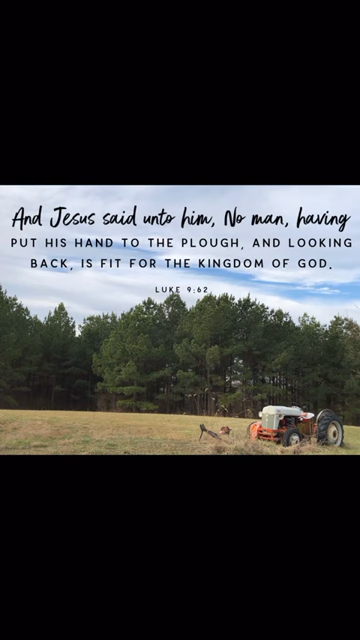 And Jesus said unto him, No man, having
PUT HIS HAND TO THE PLOUGH, AND LOOKING
BACK, IS FIT FOR THE KINGDOM OF GOD.
LUKE 9:62